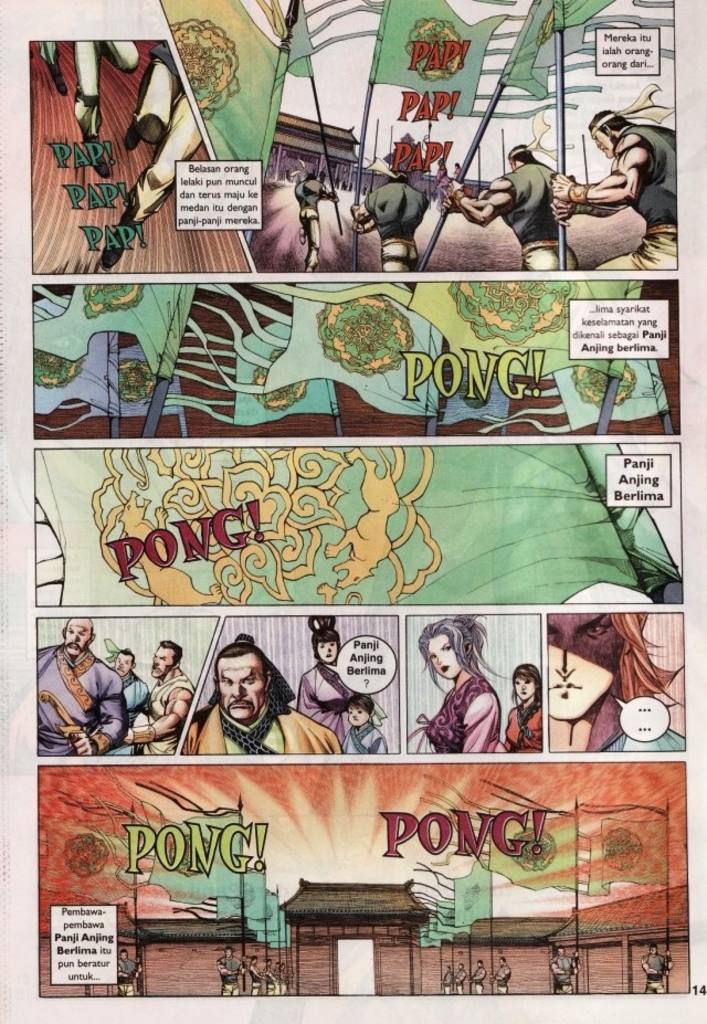 PAP!
PAP!
PAP!
Belasan orang
lelaki pun muncul
dan terus maju ke
medan itu dengan
panji-panji mereka.
PAP!
PAP!
PAP!
Mereka itu
ialah orang-
orang dari...
PONG!
...lima syarikat
keselamatan yang
dikenali sebagai Panji
Anjing berlima.
PONG!
Panji
Anjing
Berlima
Panji
Anjing
Berlima
?
...
...
PONG!
PONG!
Pembawa-
pembawa
Panji Anjing
Berlima itu
pun beratur
untuk...
14